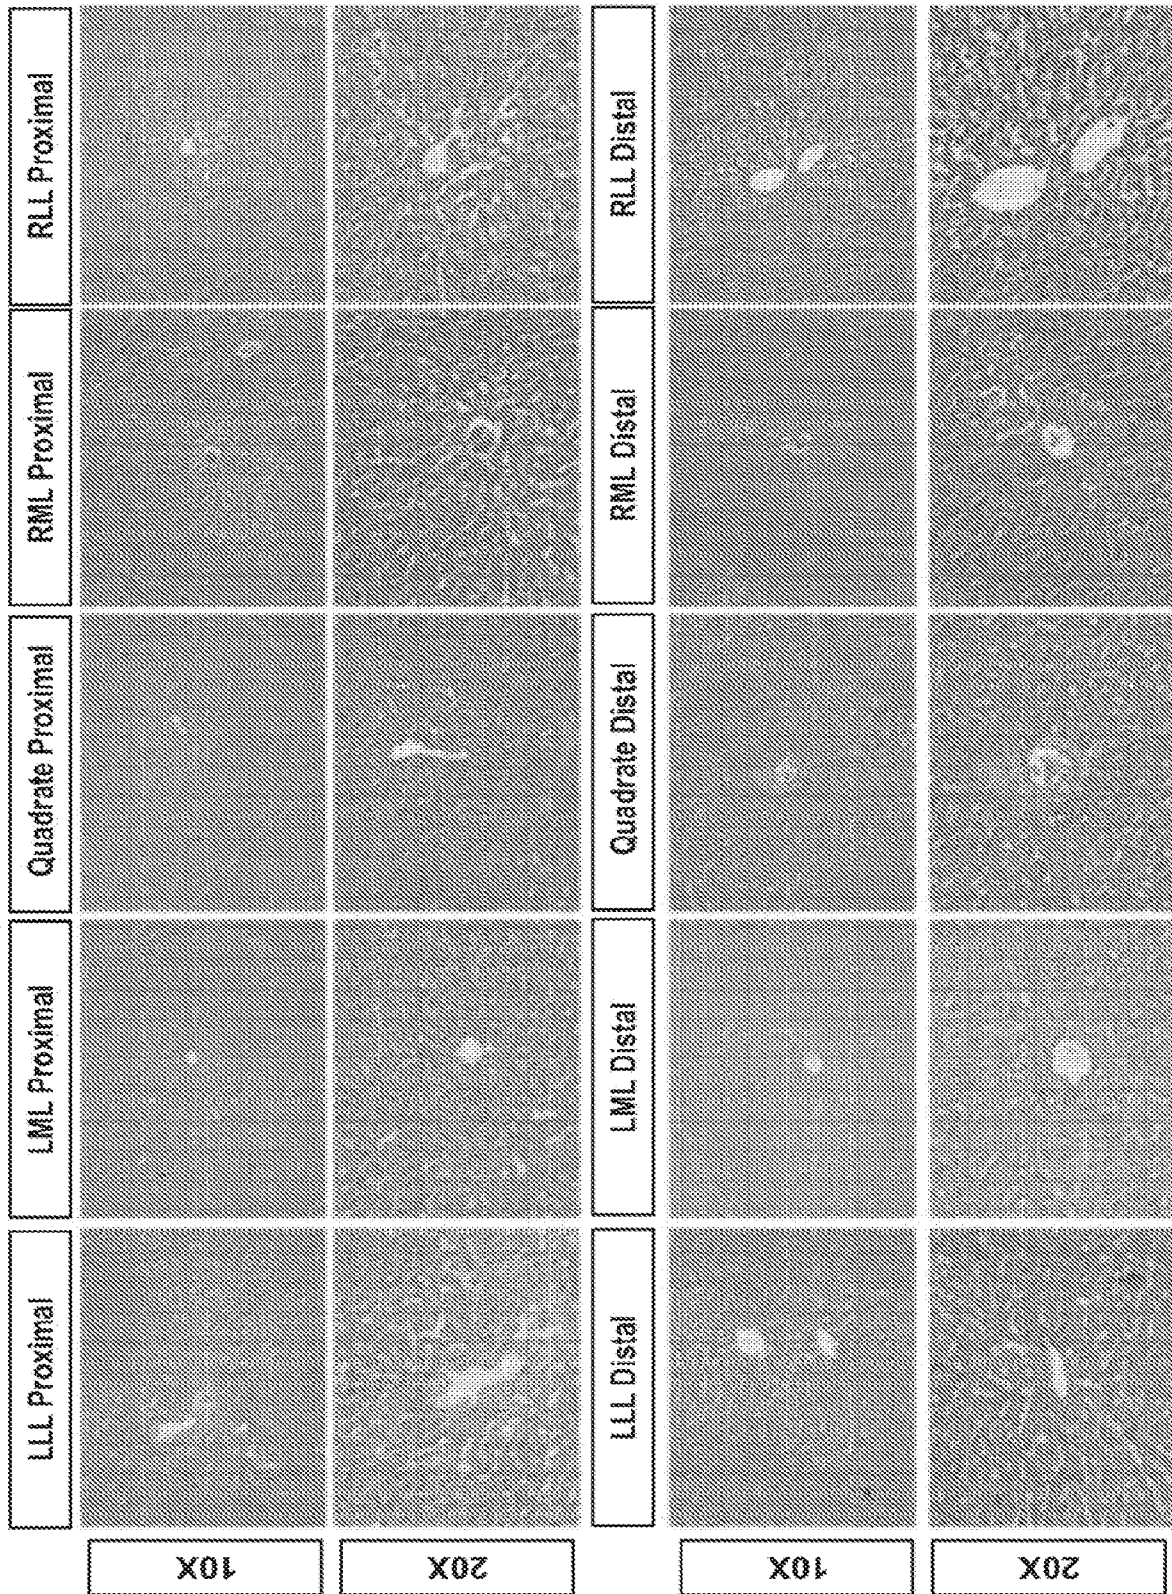 LLL Proximal
LML Proximal
Quadrate Proximal
RML Proximal
RLL Proximal
10X
20X
LLL Distal
LML Distal
Quadrate Distal
RML Distal
RLL Distal
10X
20X